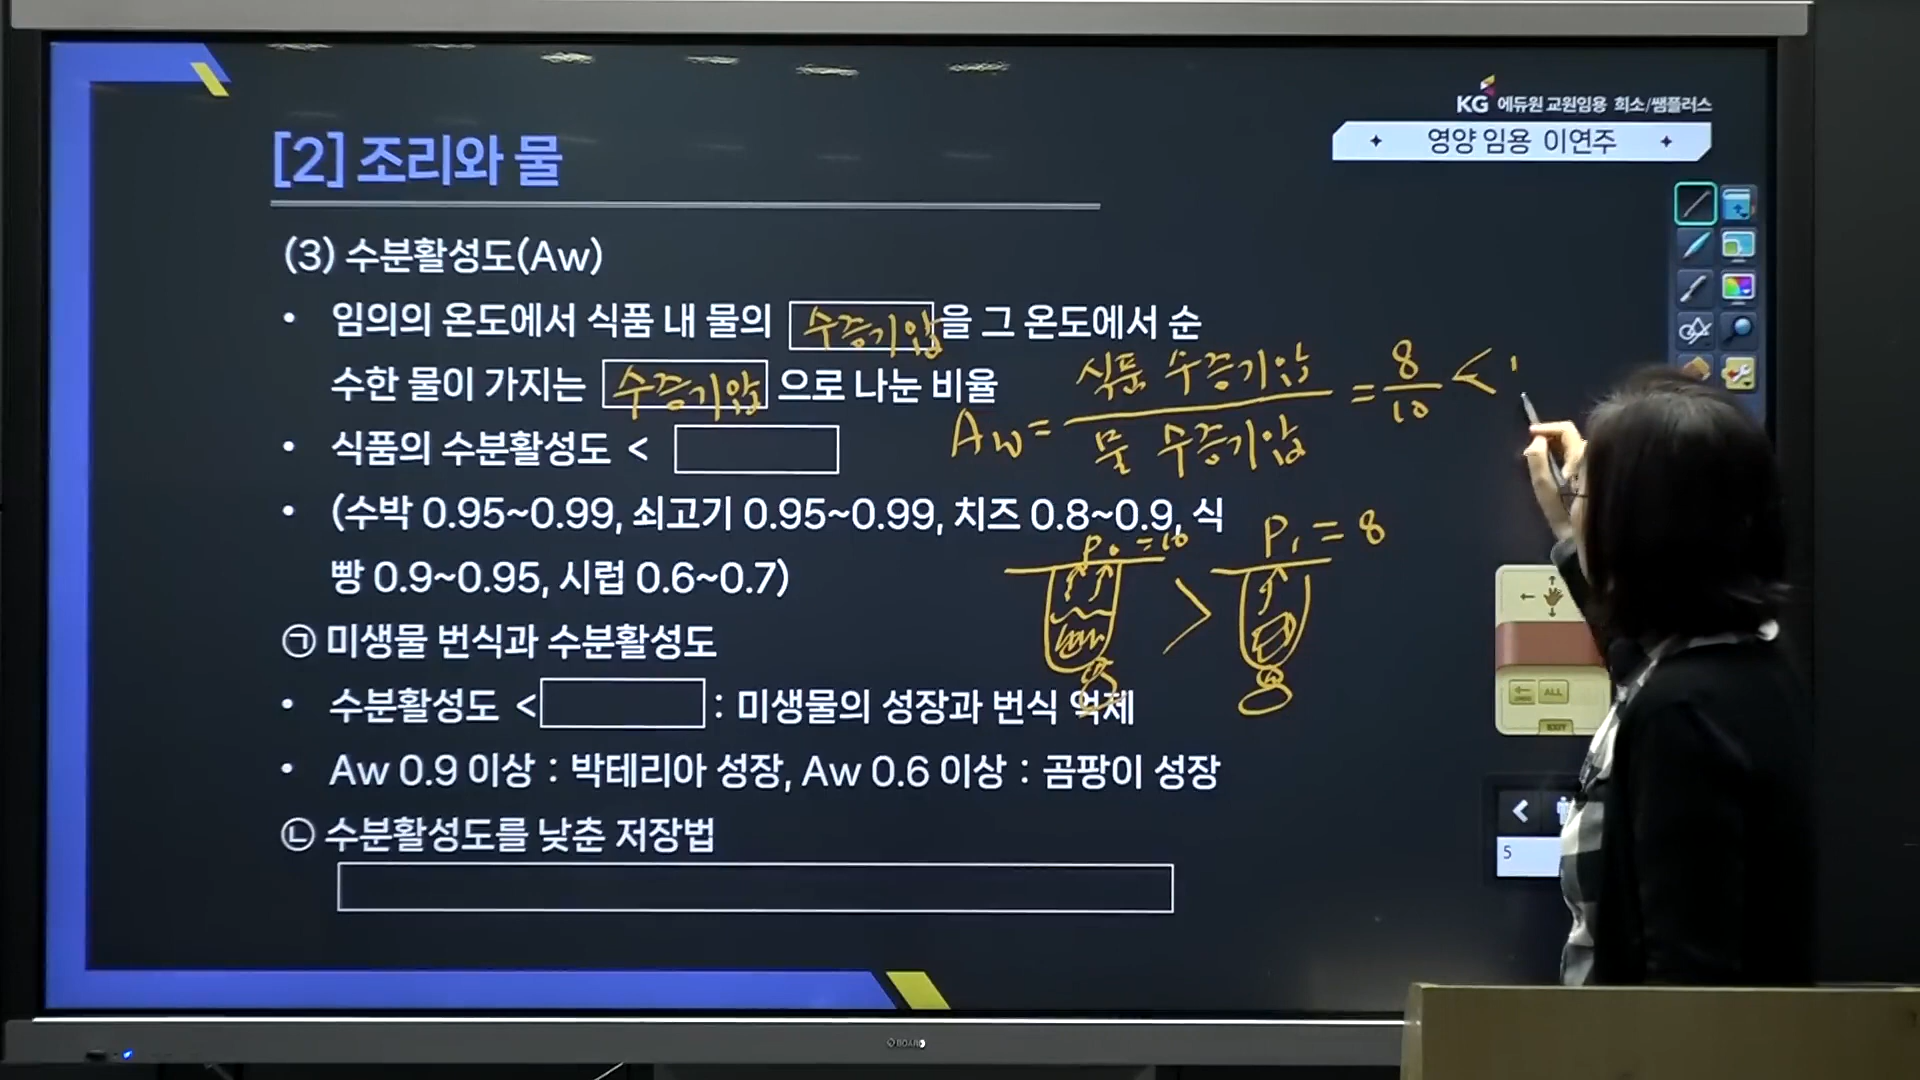 KG 에듀원 교원임용 희소/쌤플러스
영양 임용 이연주
[2] 조리와 물
(3) 수분활성도(Aw)
• 임의의 온도에서 식품 내 물의 수증기압을 그 온도에서 순
수한 물이 가지는 수증기압 으로 나눈 비율
Aw = 식품 수증기압 / 물 수증기압 = 8/10 < 1
• 식품의 수분활성도 <
• (수박 0.95~0.99, 쇠고기 0.95~0.99, 치즈 0.8~0.9, 식
빵 0.9~0.95, 시럽 0.6~0.7)
P₀ = 10 > P₁ = 8
㉠ 미생물 번식과 수분활성도
• 수분활성도 < : 미생물의 성장과 번식 억제
• Aw 0.9 이상 : 박테리아 성장, Aw 0.6 이상 : 곰팡이 성장
㉡ 수분활성도를 낮춘 저장법
ALL
EXIT
5